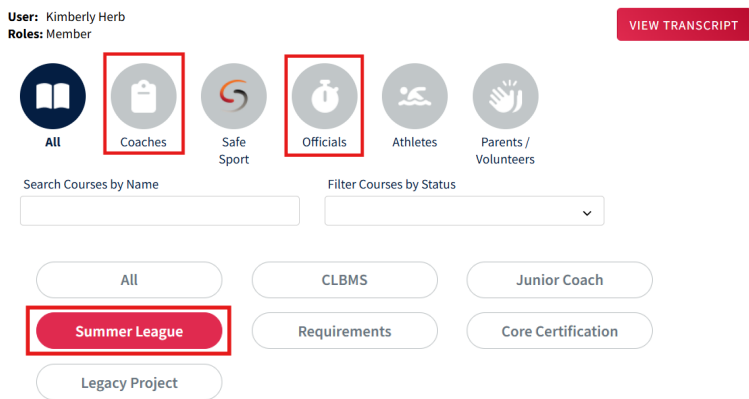 User: Kimberly Herb
VIEW TRANSCRIPT
Roles: Member
All
Coaches
Safe
Sport
Officials
Athletes
Parents /
Volunteers
Search Courses by Name
Filter Courses by Status
All
CLBMS
Junior Coach
Summer League
Requirements
Core Certification
Legacy Project